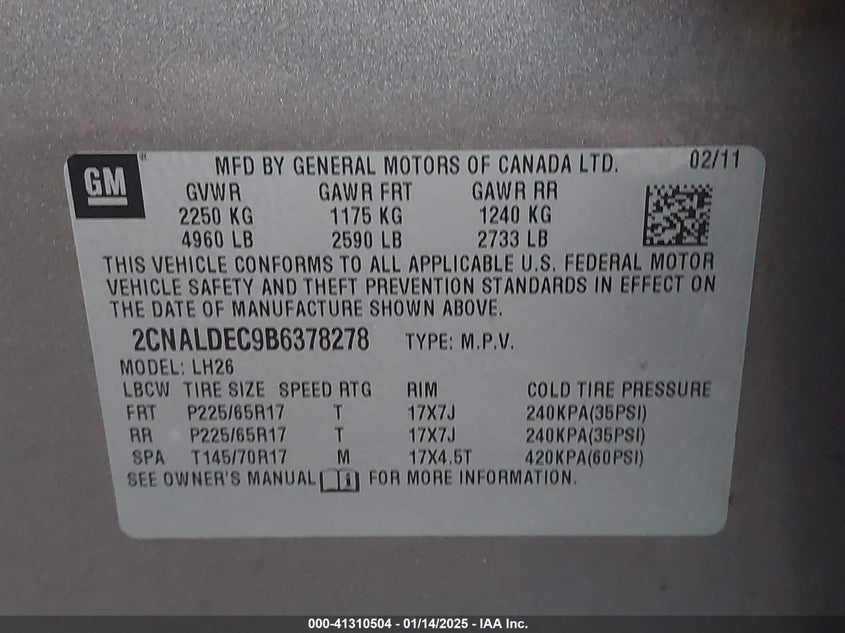 GM
MFD BY GENERAL MOTORS OF CANADA LTD. 02/11
GVWR GAWR FRT GAWR RR
2250 KG 1175 KG 1240 KG
4960 LB 2590 LB 2733 LB
THIS VEHICLE CONFORMS TO ALL APPLICABLE U.S. FEDERAL MOTOR
VEHICLE SAFETY AND THEFT PREVENTION STANDARDS IN EFFECT ON
THE DATE OF MANUFACTURE SHOWN ABOVE.
2CNALDEC9B6378278 TYPE: M.P.V.
MODEL: LH26
LBCW TIRE SIZE SPEED RTG RIM COLD TIRE PRESSURE
FRT P225/65R17 T 17X7J 240KPA(35PSI)
RR P225/65R17 T 17X7J 240KPA(35PSI)
SPA T145/70R17 M 17X4.5T 420KPA(60PSI)
SEE OWNER'S MANUAL FOR MORE INFORMATION.
000-41310504 - 01/14/2025 - IAA Inc.